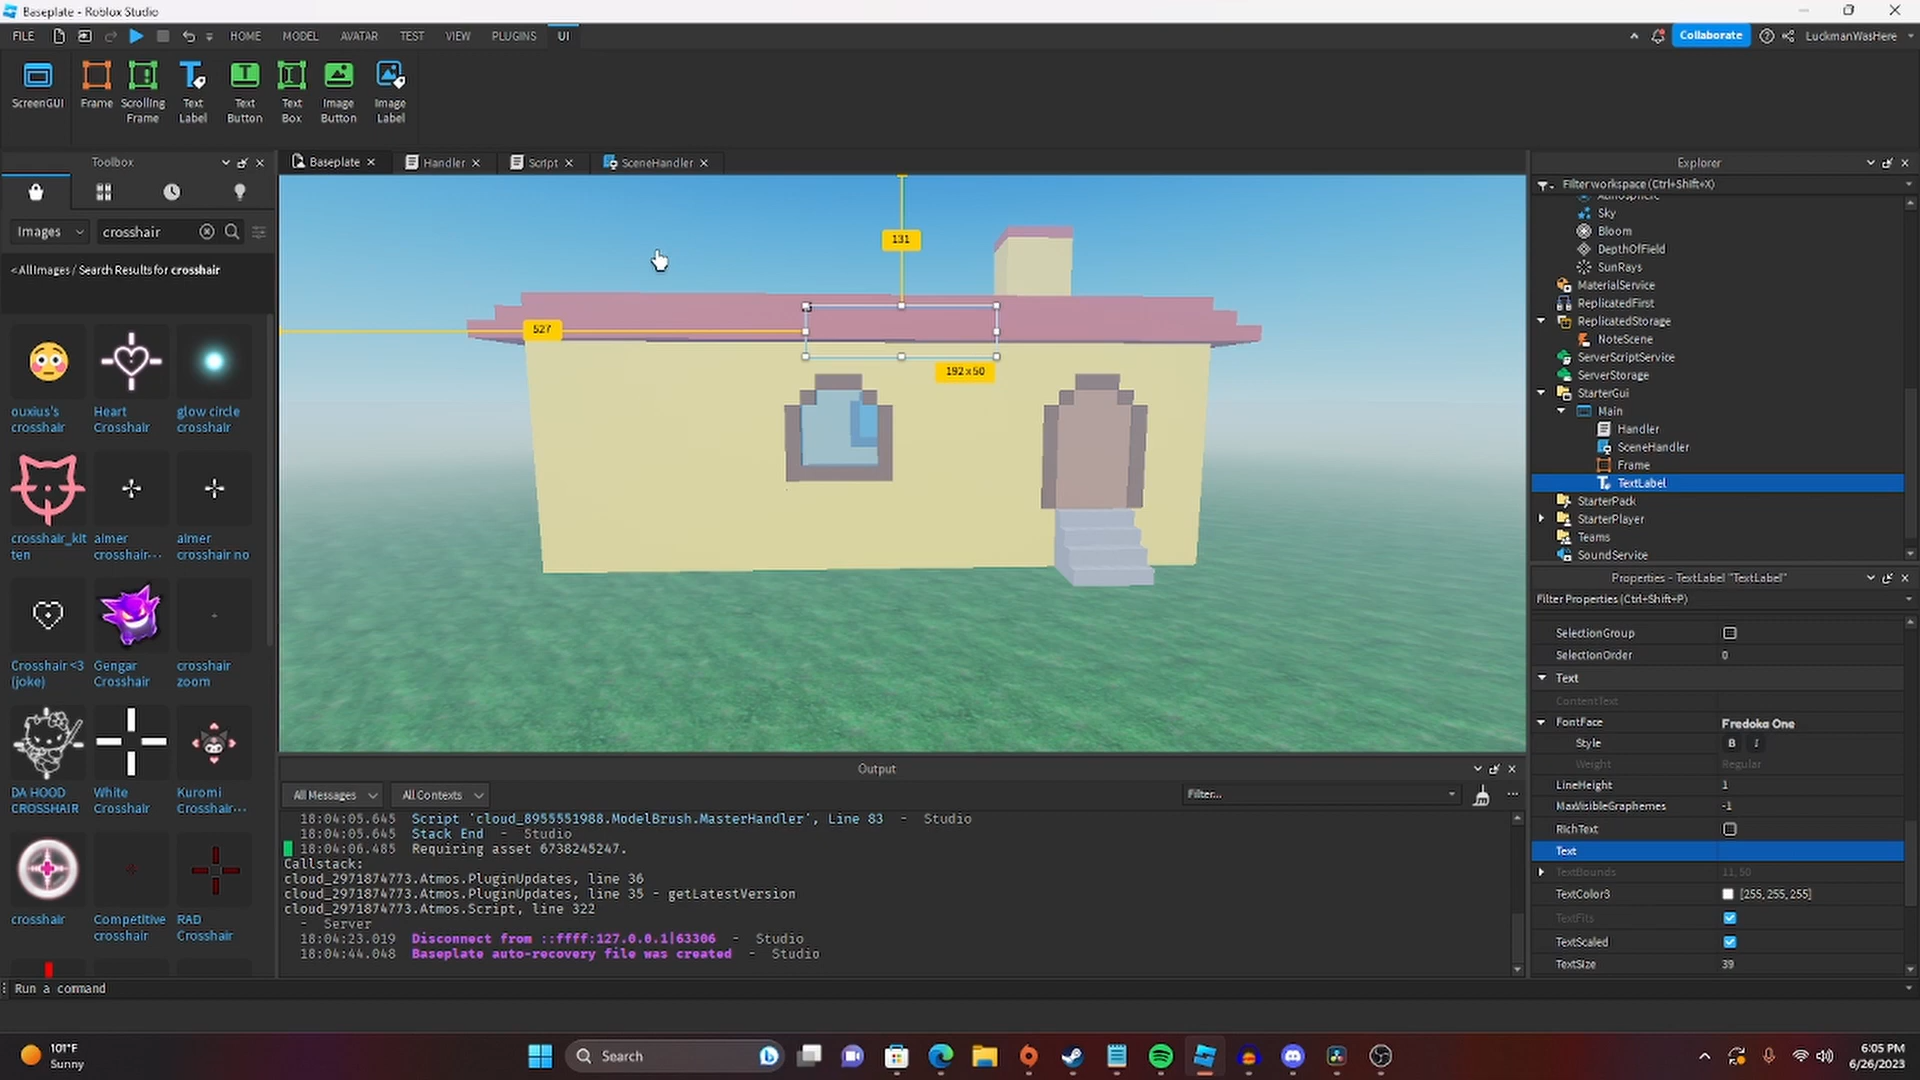 Baseplate - Roblox Studio
FILE HOME MODEL AVATAR TEST VIEW PLUGINS UI
Collaborate LuckmanWasHere
ScreenGUI Frame Scrolling Frame Text Label Text Button Text Box Image Button Image Label
Toolbox
Baseplate Handler Script SceneHandler
Explorer
Filter workspace (Ctrl+Shift+X)
Images crosshair
< All Images / Search Results for crosshair
ouxius's crosshair
Heart Crosshair
glow circle crosshair
crosshair_kitten
aimer crosshair...
aimer crosshair no
Crosshair <3 (joke)
Gengar Crosshair
crosshair zoom
DA HOOD CROSSHAIR
White Crosshair
Kuromi Crosshair...
crosshair
Competitive crosshair
RAD Crosshair
131
527
192 x 50
Atmosphere
Sky
Bloom
DepthOfField
SunRays
MaterialService
ReplicatedFirst
ReplicatedStorage
NoteScene
ServerScriptService
ServerStorage
StarterGui
Main
Handler
SceneHandler
Frame
TextLabel
StarterPack
StarterPlayer
Teams
SoundService
Properties - TextLabel "TextLabel"
Filter Properties (Ctrl+Shift+P)
SelectionGroup
SelectionOrder 0
Text
ContentText
FontFace Fredoka One
Style B I
Weight Regular
LineHeight 1
MaxVisibleGraphemes -1
RichText
Text
TextBounds 11, 50
TextColor3 [255, 255, 255]
TextFits
TextScaled
TextSize 39
Output
All Messages All Contexts Filter...
18:04:05.645 Script 'cloud_8955551988.ModelBrush.MasterHandler', Line 83 - Studio
18:04:05.645 Stack End - Studio
18:04:06.485 Requiring asset 6738245247.
Callstack:
cloud_2971874773.Atmos.PluginUpdates, line 36
cloud_2971874773.Atmos.PluginUpdates, line 35 - getLatestVersion
cloud_2971874773.Atmos.Script, line 322
- Server
18:04:23.019 Disconnect from ::ffff:127.0.0.1|63306 - Studio
18:04:44.048 Baseplate auto-recovery file was created - Studio
Run a command
101°F
Sunny
Search
6:05 PM
6/26/2023